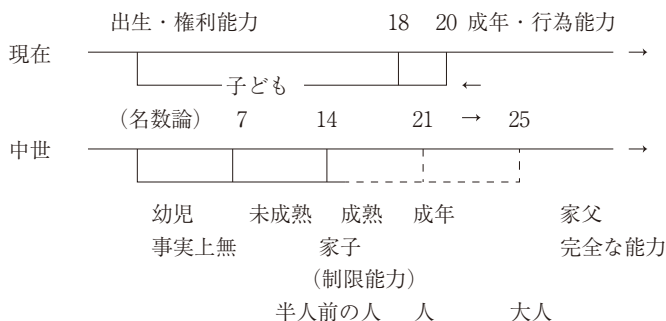 出生・権利能力 18 20 成年・行為能力
現在 →
子ども ←
(名数論) 7 14 21 → 25
中世 →
幼児 未成熟 成熟 成年 家父
事実上無 家子 完全な能力
(制限能力)
半人前の人 人 大人